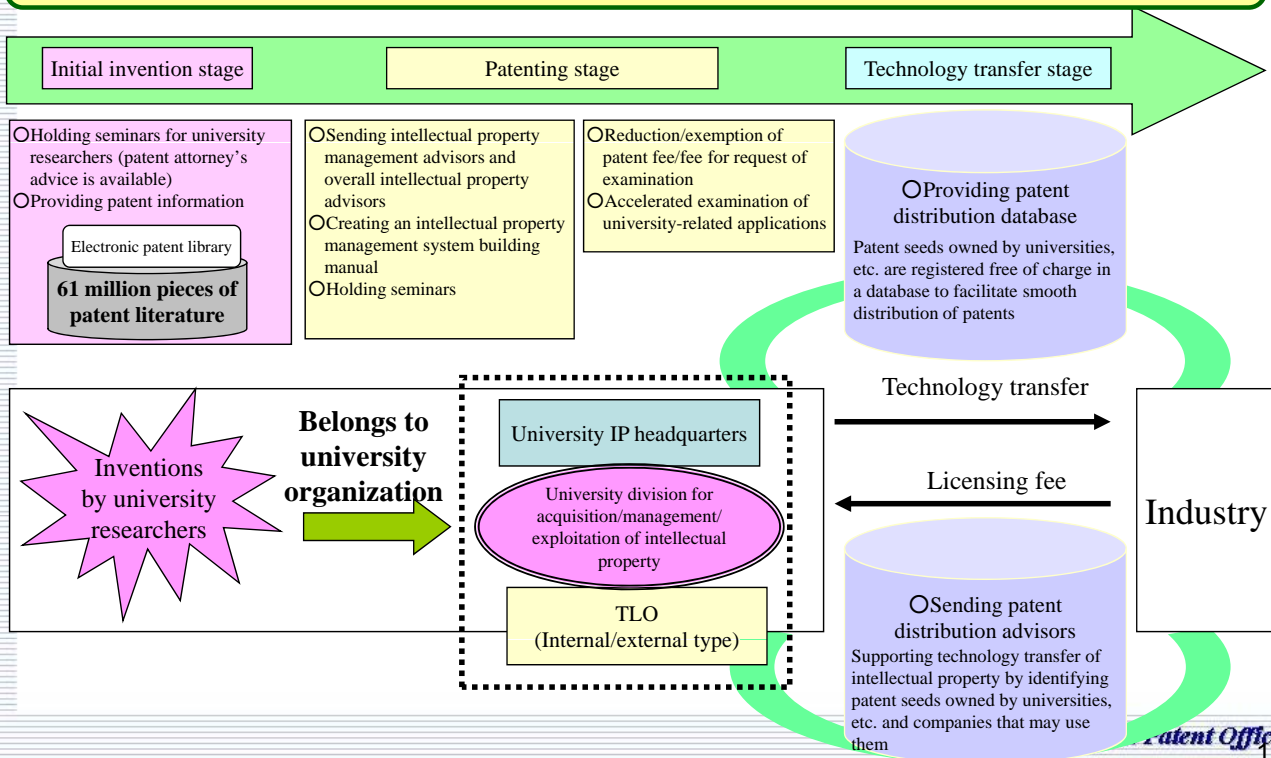 Initial invention stage
Patenting stage
Technology transfer stage
○Holding seminars for university
researchers (patent attorney's
advice is available)
○Providing patent information
Electronic patent library
61 million pieces of
patent literature
○Sending intellectual property
management advisors and
overall intellectual property
advisors
○Creating an intellectual property
management system building
manual
○Holding seminars
○Reduction/exemption of
patent fee/fee for request of
examination
○Accelerated examination of
university-related applications
○Providing patent
distribution database
Patent seeds owned by universities,
etc. are registered free of charge in
a database to facilitate smooth
distribution of patents
Inventions
by university
researchers
Belongs to
university
organization
University IP headquarters
University division for
acquisition/management/
exploitation of intellectual
property
TLO
(Internal/external type)
Technology transfer
Licensing fee
Industry
○Sending patent
distribution advisors
Supporting technology transfer of
intellectual property by identifying
patent seeds owned by universities,
etc. and companies that may use
them
Patent Offic
1